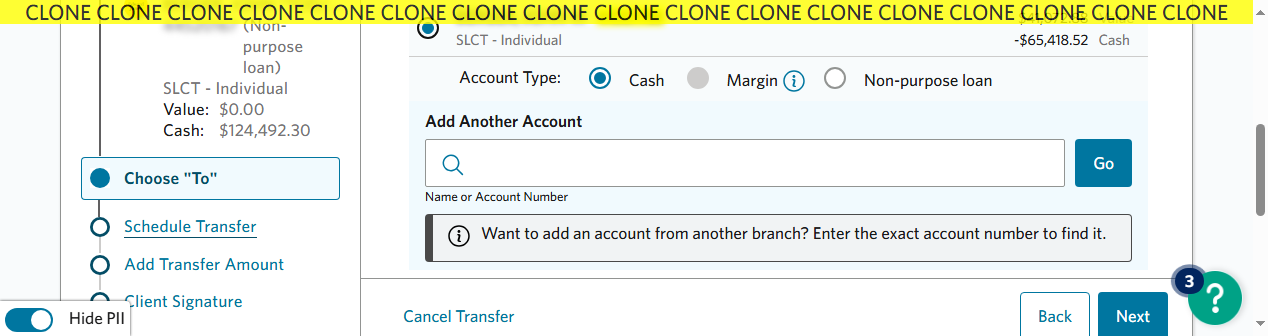 CLONE CLONE CLONE CLONE CLONE CLONE CLONE CLONE CLONE CLONE CLONE CLONE CLONE CLONE CLONE CLONE CLONE
(Non-
purpose
loan)
SLCT - Individual
Value: $0.00
Cash: $124,492.30
Choose "To"
Schedule Transfer
Add Transfer Amount
Client Signature
Hide PII
SLCT - Individual
-$65,418.52 Cash
Account Type: Cash Margin Non-purpose loan
Add Another Account
Go
Name or Account Number
Want to add an account from another branch? Enter the exact account number to find it.
Cancel Transfer
Back
Next
3
?